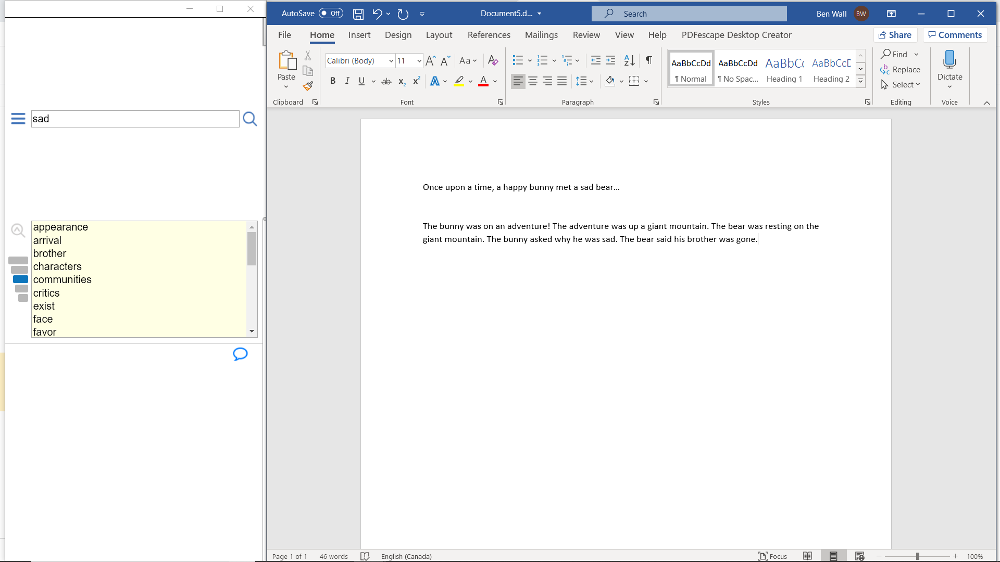 sad
appearance
arrival
brother
characters
communities
critics
exist
face
favor
AutoSave Off Document5.d... Search Ben Wall BW
File Home Insert Design Layout References Mailings Review View Help PDFescape Desktop Creator Share Comments
Paste
Clipboard
Calibri (Body) 11 Aa
B I U ab x₂ x² A A
Font
Paragraph
AaBbCcDd AaBbCcDd AaBbCc AaBbCcD
¶ Normal ¶ No Spac... Heading 1 Heading 2
Styles
Find
Replace
Select
Editing
Dictate
Voice
Once upon a time, a happy bunny met a sad bear...
The bunny was on an adventure! The adventure was up a giant mountain. The bear was resting on the
giant mountain. The bunny asked why he was sad. The bear said his brother was gone.
Page 1 of 1 46 words English (Canada) Focus 100%